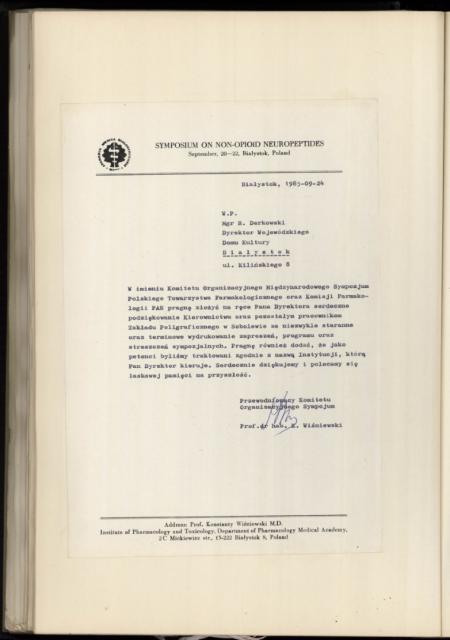 SYMPOSIUM ON NON-OPIOID NEUROPEPTIDES
September, 20—22, Białystok, Poland
Białystok, 1985-09-24
W.P.
Mgr R. Derkowski
Dyrektor Wojewódzkiego
Domu Kultury
B i a ł y s t o k
ul. Kilińskiego 8
W imieniu Komitetu Organizacyjnego Międzynarodowego Sympozjum
Polskiego Towarzystwa Farmakologicznego oraz Komisji Farmako-
logii PAN pragnę złożyć na ręce Pana Dyrektora serdeczne
podziękowanie Kierownictwu oraz pozostałym pracownikom
Zakładu Poligraficznego w Sobolewie za niezwykle staranne
oraz terminowe wydrukowanie zaproszeń, programu oraz
streszczeń sympozjalnych. Pragnę również dodać, że jako
petenci byliśmy traktowani zgodnie z nazwą Instytucji, którą
Pan Dyrektor kieruje. Serdecznie dziękujemy i polecamy się
łaskawej pamięci na przyszłość.
Przewodniczący Komitetu
Organizacyjnego Sympozjum
Prof.dr hab. K. Wiśniewski
Address: Prof. Konstanty Wiśniewski M.D.
Institute of Pharmacology and Toxicology, Department of Pharmacology Medical Academy,
2C Mickiewicz str., 15-222 Białystok 8, Poland